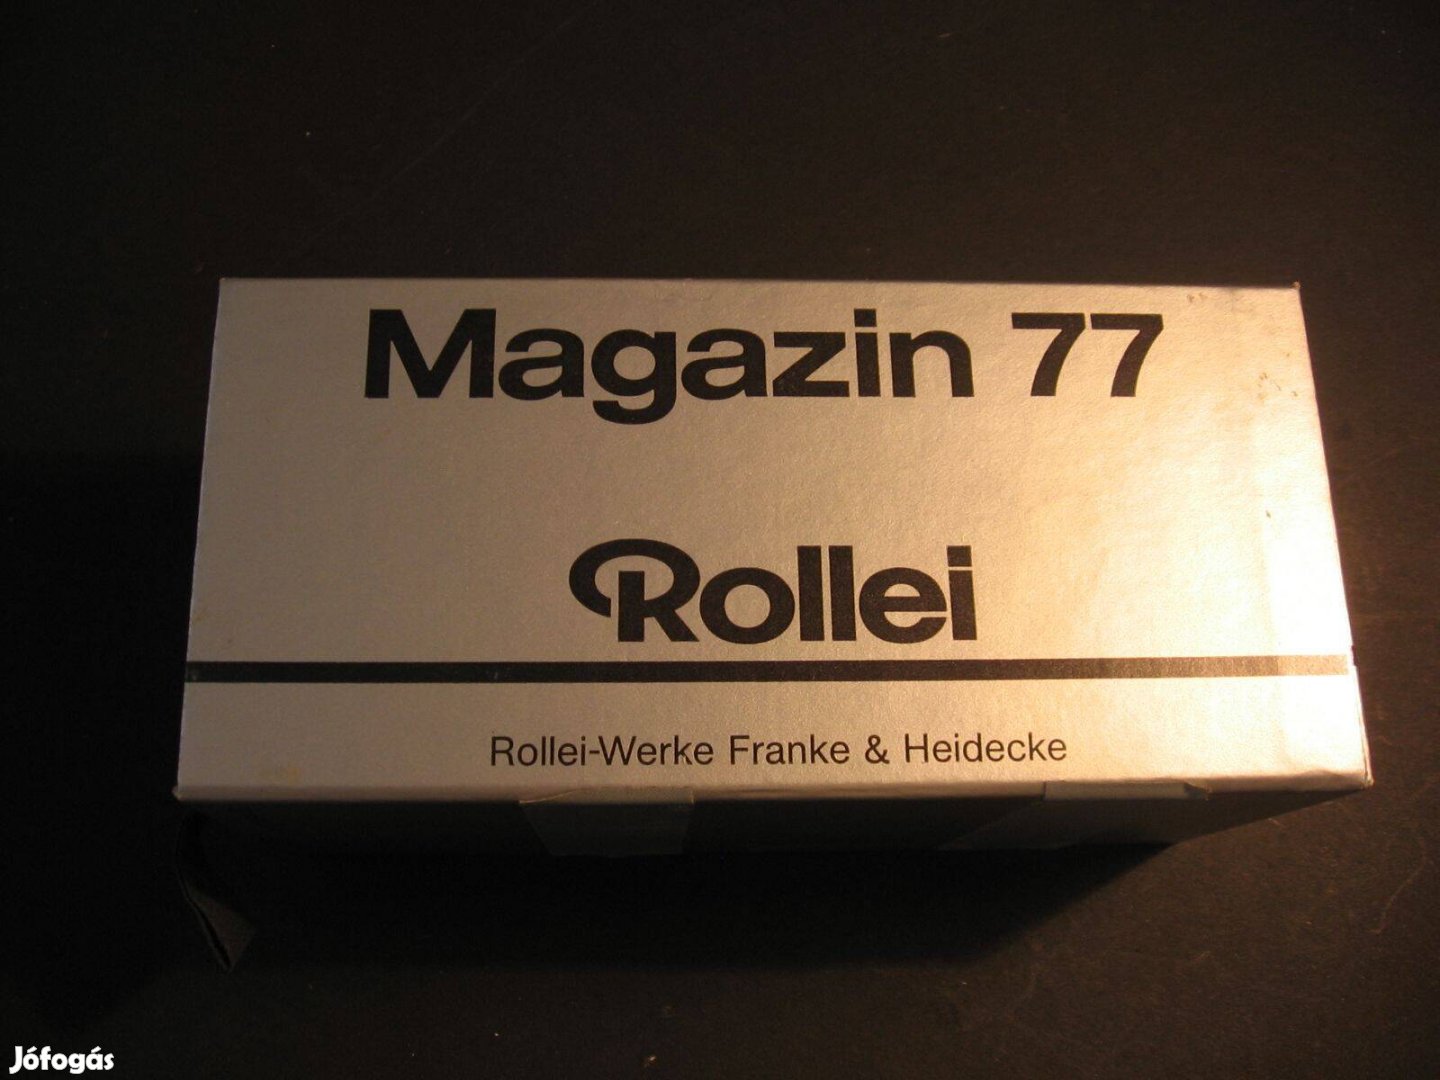 Magazin 77
Rollei
Rollei-Werke Franke & Heidecke
Jófogás